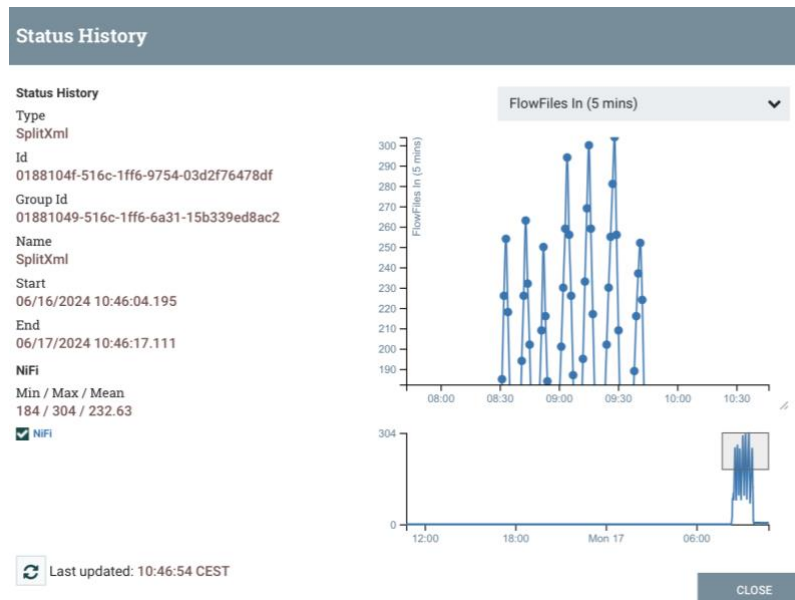 Status History
Status History
Type
SplitXml
Id
0188104f-516c-1ff6-9754-03d2f76478df
Group Id
01881049-516c-1ff6-6a31-15b339ed8ac2
Name
SplitXml
Start
06/16/2024 10:46:04.195
End
06/17/2024 10:46:17.111
NiFi
Min / Max / Mean
184 / 304 / 232.63
NiFi
Last updated: 10:46:54 CEST
FlowFiles In (5 mins)
FlowFiles In (5 mins)
300
290
280
270
260
250
240
230
220
210
200
190
08:00 08:30 09:00 09:30 10:00 10:30
304
0
12:00 18:00 Mon 17 06:00
CLOSE